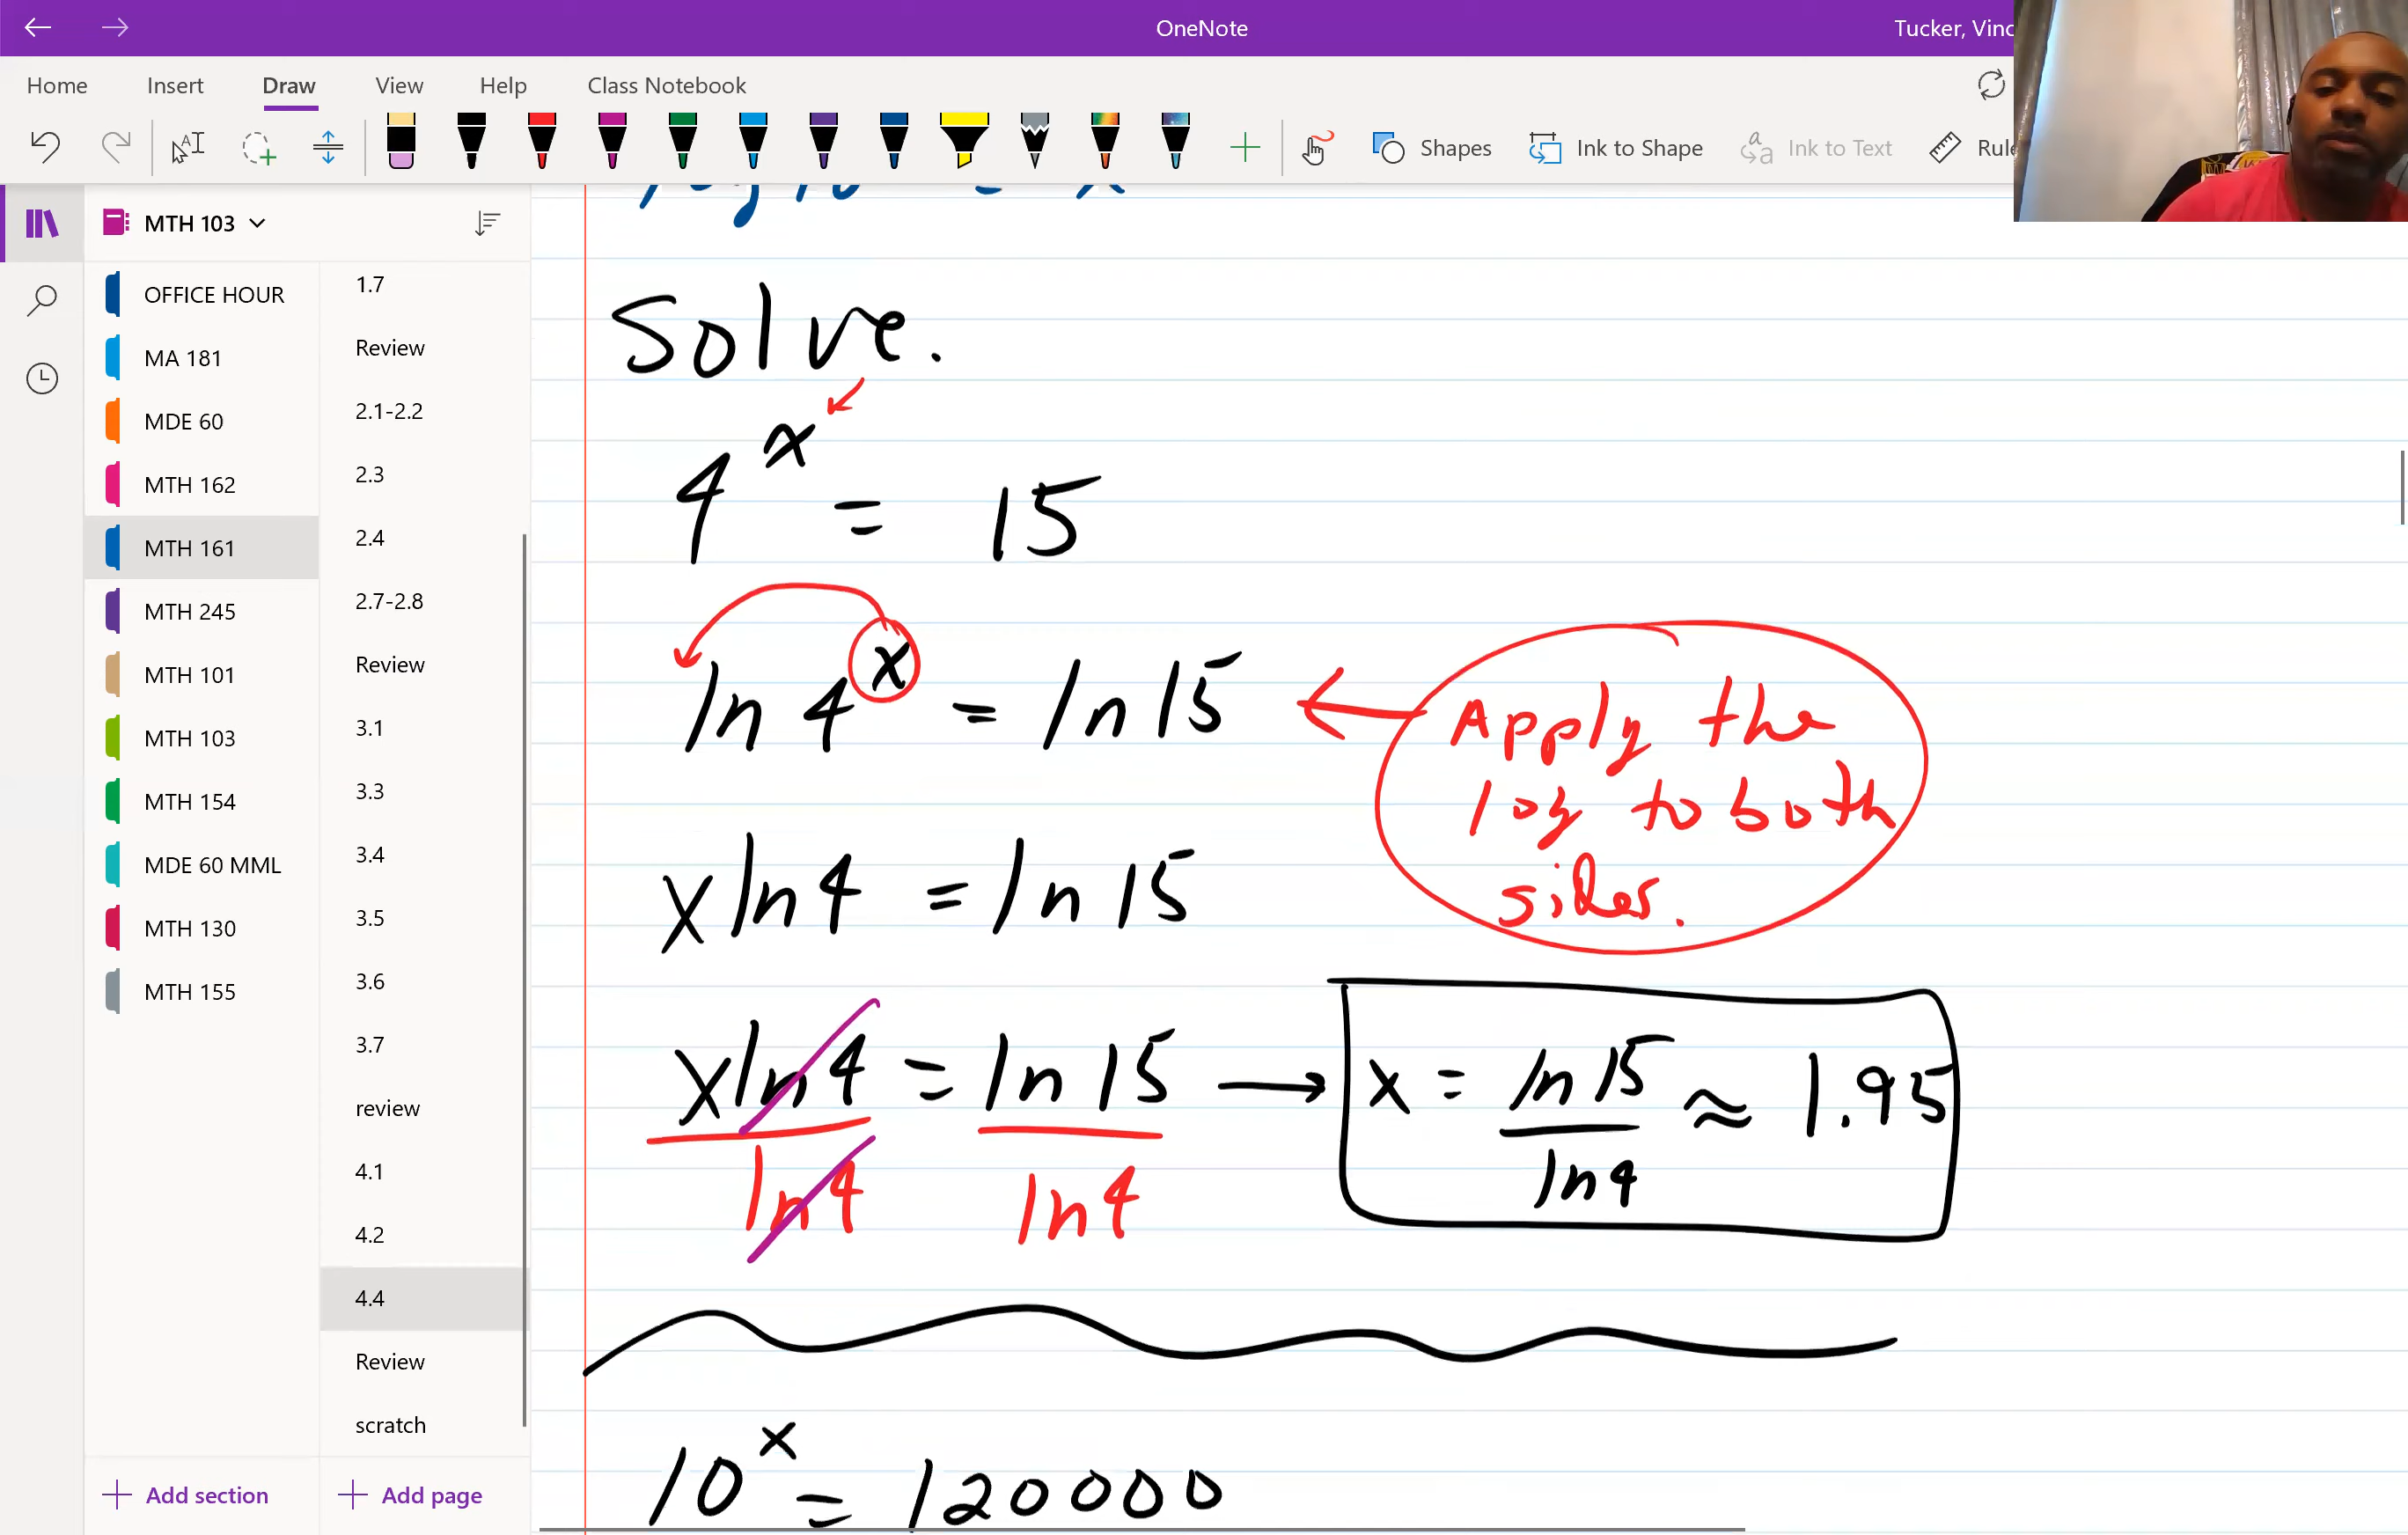 OneNote
Tucker, Vinc
Home Insert Draw View Help Class Notebook
Shapes Ink to Shape Ink to Text Rule
MTH 103
OFFICE HOUR
MA 181
MDE 60
MTH 162
MTH 161
MTH 245
MTH 101
MTH 103
MTH 154
MDE 60 MML
MTH 130
MTH 155
Add section
1.7
Review
2.1-2.2
2.3
2.4
2.7-2.8
Review
3.1
3.3
3.4
3.5
3.6
3.7
review
4.1
4.2
4.4
Review
scratch
Add page
Solve.
4^x = 15
ln 4^x = ln 15
Apply the
log to both
sides.
x ln 4 = ln 15
x ln 4 / ln 4 = ln 15 / ln 4 → x = ln 15 / ln 4 ≈ 1.95
10^x = 120000